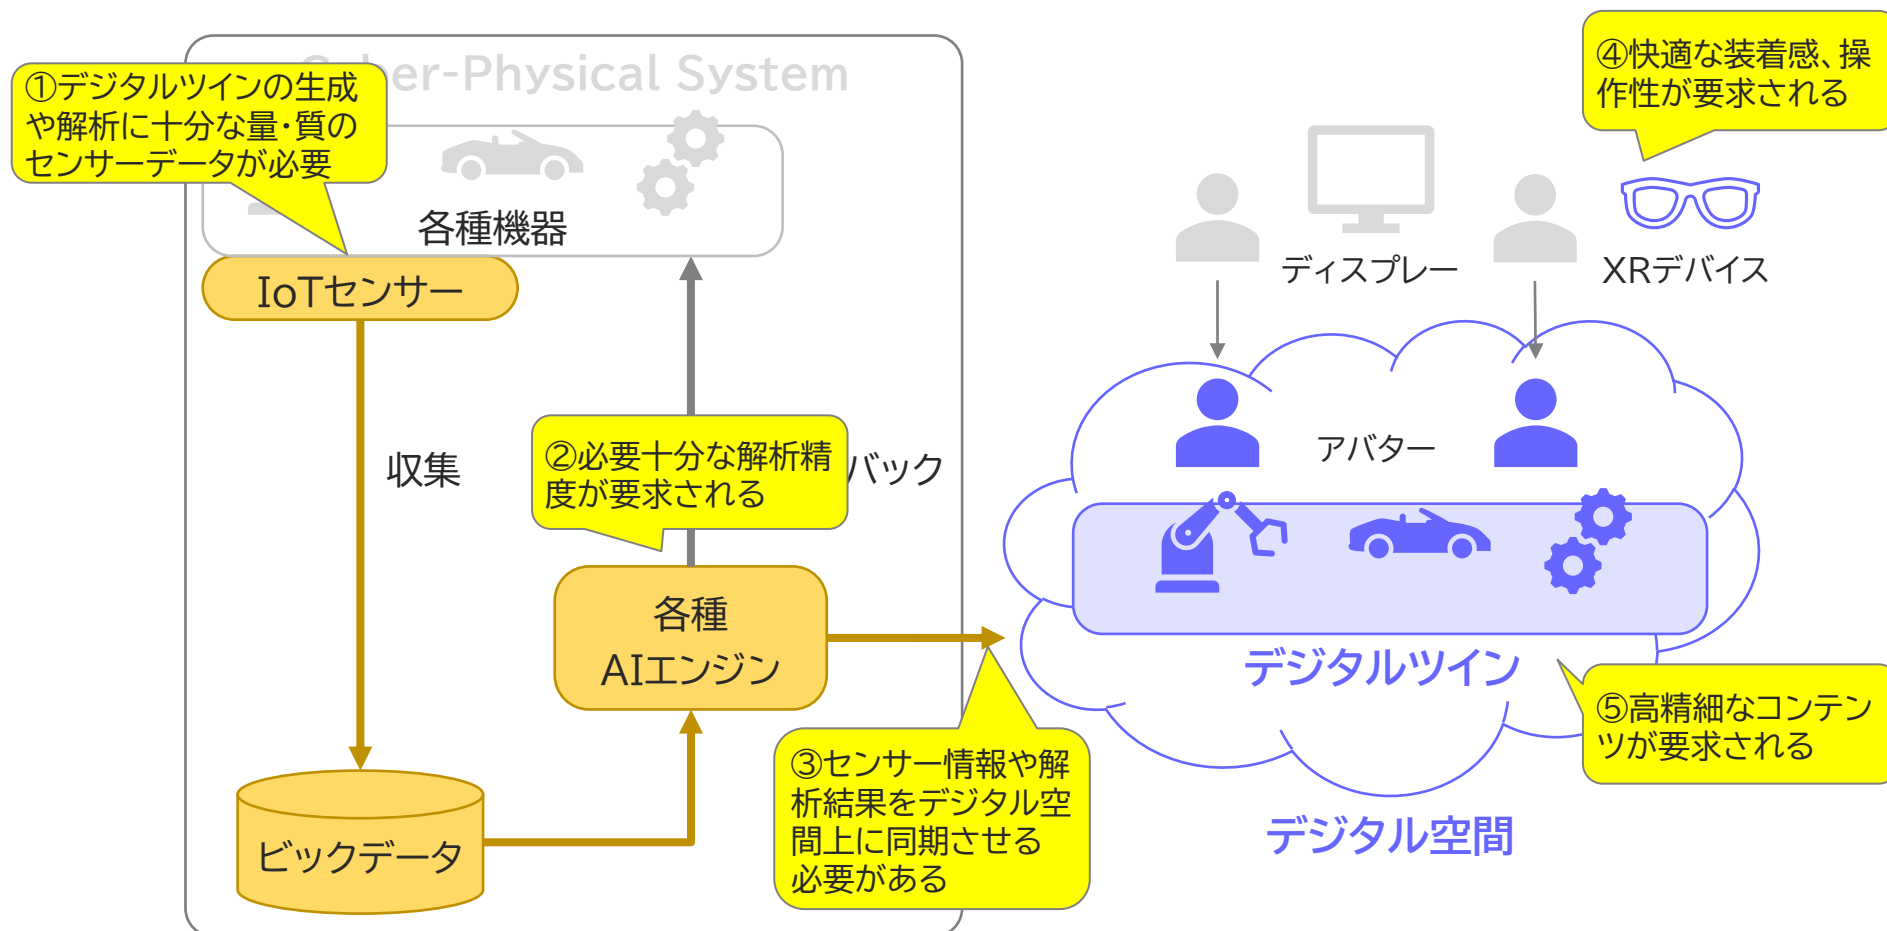 er-Physical System
①デジタルツインの生成
や解析に十分な量・質の
センサーデータが必要
各種機器
IoTセンサー
収集
②必要十分な解析精
度が要求される
バック
各種
AIエンジン
ビックデータ
③センサー情報や解
析結果をデジタル空
間上に同期させる
必要がある
④快適な装着感、操
作性が要求される
ディスプレー
XRデバイス
アバター
デジタルツイン
⑤高精細なコンテン
ツが要求される
デジタル空間